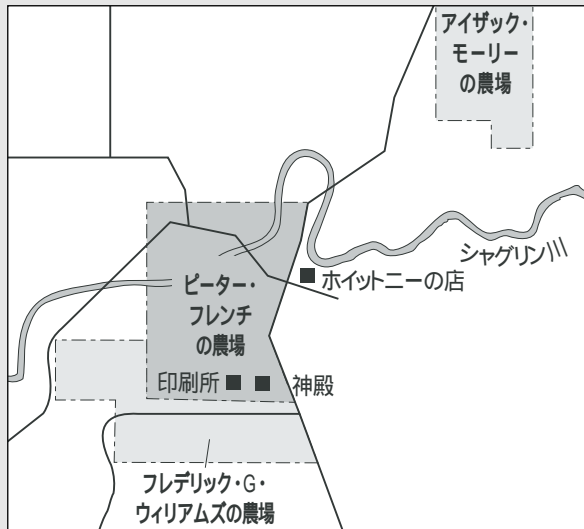 アイザック・
モーリー
の農場
シャグリン川
ホイットニーの店
ピーター・
フレンチ
の農場
印刷所
神殿
フレデリック・G・
ウィリアムズの農場